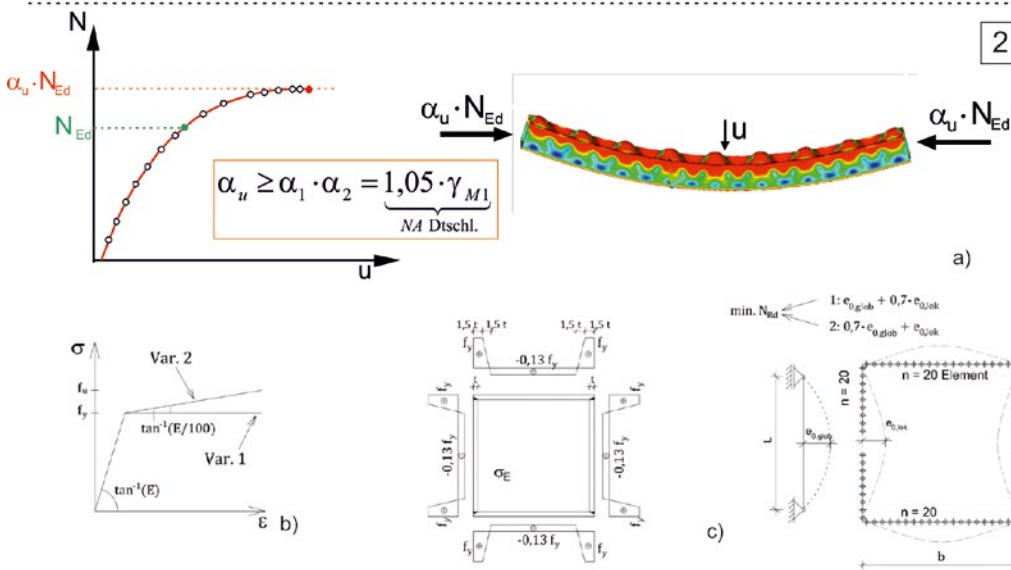 2
N
αu · NEd
NEd
αu ≥ α1 · α2 = 1,05 · γM1
NA Dtschl.
u
αu · NEd
u
αu · NEd
a)
σ
Var. 2
fu
fy
tan⁻¹(E/100)
Var. 1
tan⁻¹(E)
ε
b)
1,5 t 1,5 t 1,5 t 1,5 t
fy -0,13 fy fy
t t
fy fy
-0,13 fy σE -0,13 fy
fy fy
fy -0,13 fy fy
c)
min. NRd
1: e0,glob + 0,7· e0,lok
2: 0,7· e0,glob + e0,lok
L
e0,glob
n = 20
n = 20 Element
e0,lok
n = 20
b